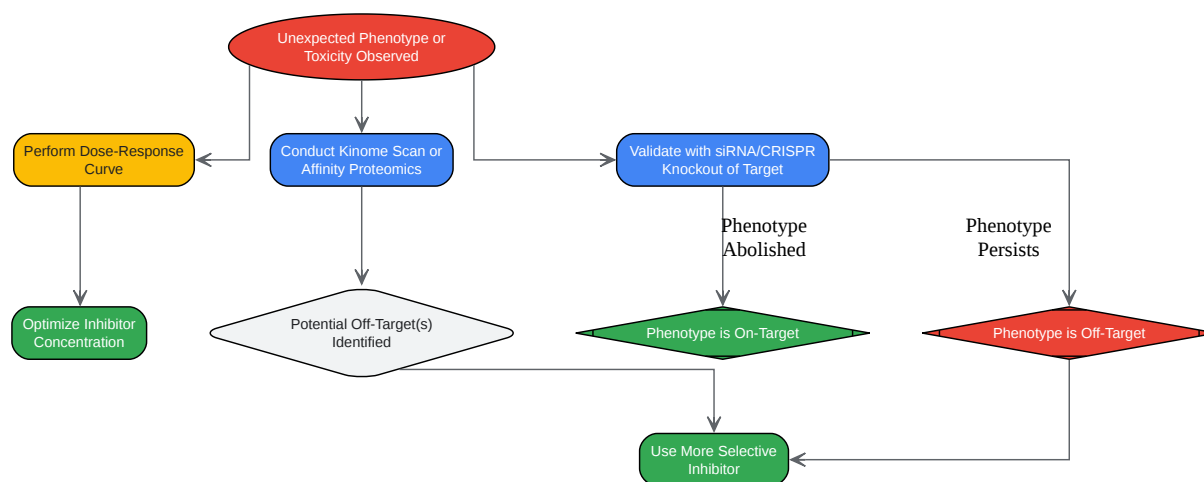 Unexpected Phenotype or
Toxicity Observed
Perform Dose-Response
Curve
Conduct Kinome Scan or
Affinity Proteomics
Validate with siRNA/CRISPR
Knockout of Target
Phenotype
Abolished
Phenotype
Persists
Optimize Inhibitor
Concentration
Potential Off-Target(s)
Identified
Phenotype is On-Target
Phenotype is Off-Target
Use More Selective
Inhibitor